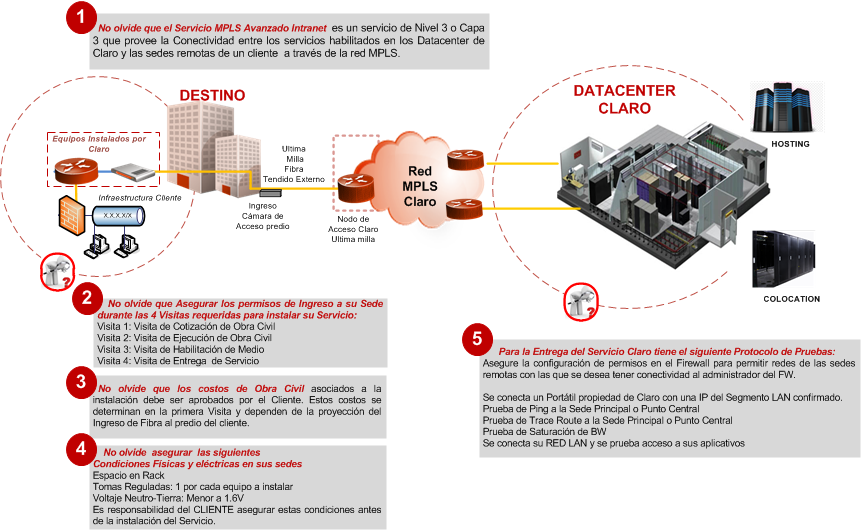 1
No olvide que el Servicio MPLS Avanzado Intranet es un servicio de Nivel 3 o Capa
3 que provee la Conectividad entre los servicios habilitados en los Datacenter de
Claro y las sedes remotas de un cliente a través de la red MPLS.
DESTINO
DATACENTER
CLARO
HOSTING
Equipos Instalados por
Claro
Ultima
Milla
Fibra
Tendido Externo
Red
MPLS
Claro
Infraestructura Cliente
X.X.X.X/X
Ingreso
Cámara de
Acceso predio
Nodo de
Acceso Claro
Ultima milla
?
?
COLOCATION
2
No olvide que Asegurar los permisos de Ingreso a su Sede
durante las 4 Visitas requeridas para instalar su Servicio:
Visita 1: Visita de Cotización de Obra Civil
Visita 2: Visita de Ejecución de Obra Civil
Visita 3: Visita de Habilitación de Medio
Visita 4: Visita de Entrega de Servicio
3
No olvide que los costos de Obra Civil asociados a la
instalación debe ser aprobados por el Cliente. Estos costos se
determinan en la primera Visita y dependen de la proyección del
Ingreso de Fibra al predio del cliente.
4
No olvide asegurar las siguientes
Condiciones Físicas y eléctricas en sus sedes
Espacio en Rack
Tomas Reguladas: 1 por cada equipo a instalar
Voltaje Neutro-Tierra: Menor a 1.6V
Es responsabilidad del CLIENTE asegurar estas condiciones antes
de la instalación del Servicio.
5
Para la Entrega del Servicio Claro tiene el siguiente Protocolo de Pruebas:
Asegure la configuración de permisos en el Firewall para permitir redes de las sedes
remotas con las que se desea tener conectividad al administrador del FW.
Se conecta un Portátil propiedad de Claro con una IP del Segmento LAN confirmado.
Prueba de Ping a la Sede Principal o Punto Central
Prueba de Trace Route a la Sede Principal o Punto Central
Prueba de Saturación de BW
Se conecta su RED LAN y se prueba acceso a sus aplicativos